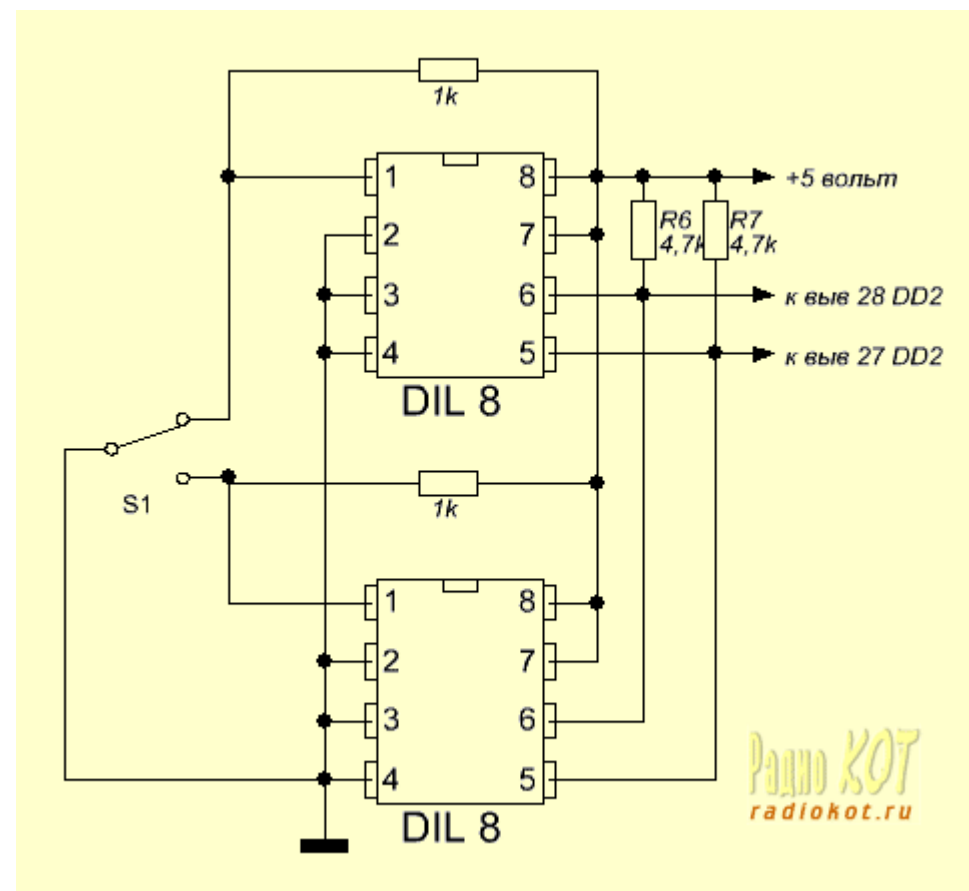 1k
1 8 +5 вольт
R6 R7
2 7 4,7k 4,7k
3 6 к выв 28 DD2
4 5 к выв 27 DD2
DIL 8
S1
1k
1 8
2 7
3 6
4 5
DIL 8
Радио КОТ
radiokot.ru